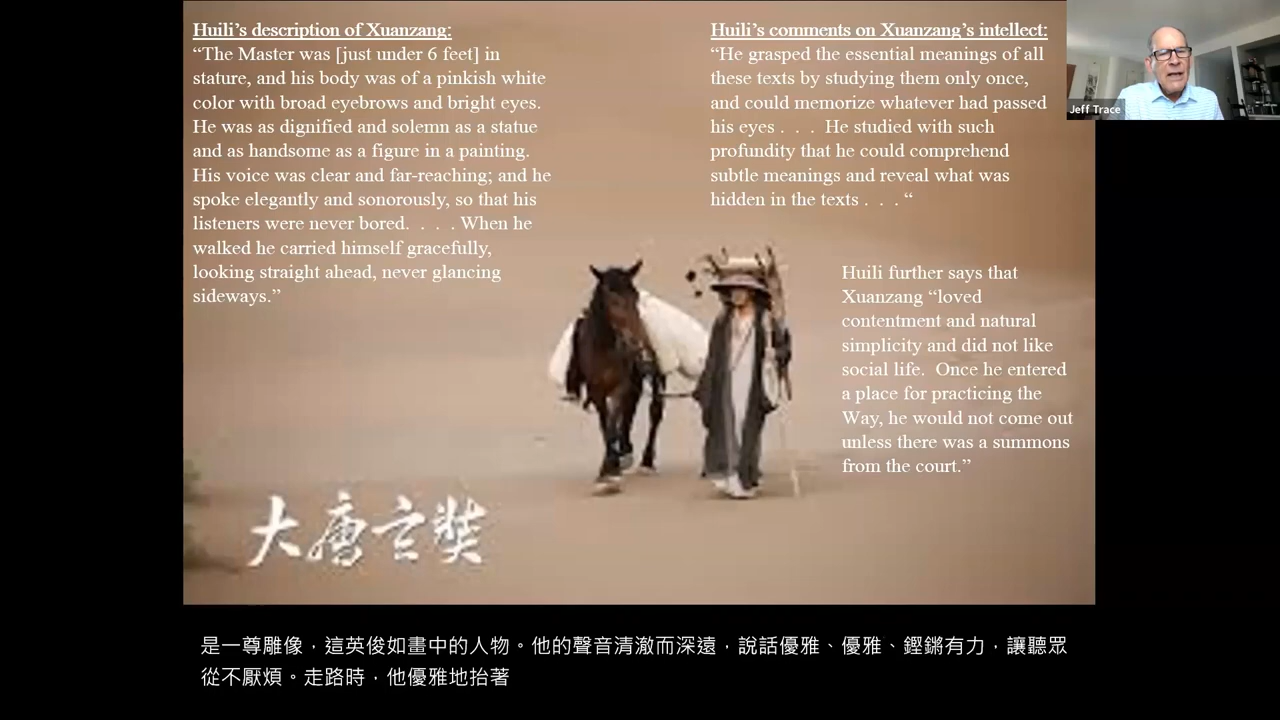 Huili’s description of Xuanzang:
“The Master was [just under 6 feet] in
stature, and his body was of a pinkish white
color with broad eyebrows and bright eyes.
He was as dignified and solemn as a statue
and as handsome as a figure in a painting.
His voice was clear and far-reaching; and he
spoke elegantly and sonorously, so that his
listeners were never bored. . . . . When he
walked he carried himself gracefully,
looking straight ahead, never glancing
sideways.”
Huili’s comments on Xuanzang’s intellect:
“He grasped the essential meanings of all
these texts by studying them only once,
and could memorize whatever had passed
his eyes . . . He studied with such
profundity that he could comprehend
subtle meanings and reveal what was
hidden in the texts . . . “
Huili further says that
Xuanzang “loved
contentment and natural
simplicity and did not like
social life. Once he entered
a place for practicing the
Way, he would not come out
unless there was a summons
from the court.”
Jeff Trace
大唐玄奘
是一尊雕像，這英俊如畫中的人物。他的聲音清澈而深遠，說話優雅、優雅、鏗鏘有力，讓聽眾
從不厭煩。走路時，他優雅地抬著